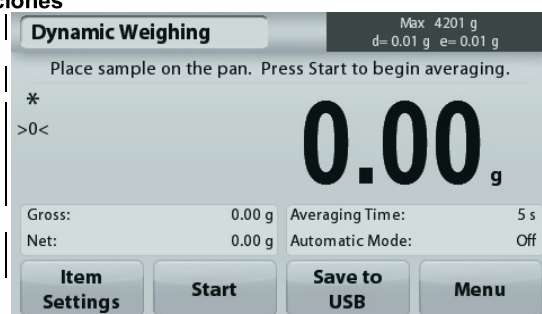 ciones
Dynamic Weighing
Max 4201 g
d= 0.01 g e= 0.01 g
Place sample on the pan. Press Start to begin averaging.
*
>0<
0.00 g
Gross: 0.00 g Averaging Time: 5 s
Net: 0.00 g Automatic Mode: Off
Item Settings Start Save to USB Menu